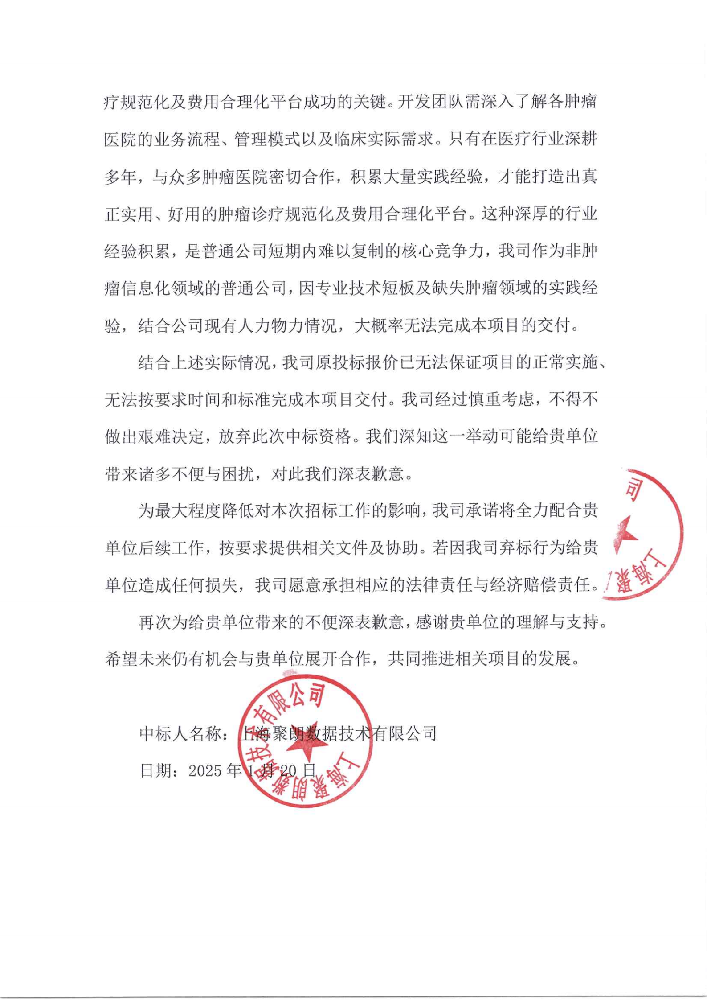 疗规范化及费用合理化平台成功的关键。开发团队需深入了解各肿瘤
医院的业务流程、管理模式以及临床实际需求。只有在医疗行业深耕
多年，与众多肿瘤医院密切合作，积累大量实践经验，才能打造出真
正实用、好用的肿瘤诊疗规范化及费用合理化平台。这种深厚的行业
经验积累，是普通公司短期内难以复制的核心竞争力，我司作为非肿
瘤信息化领域的普通公司，因专业技术短板及缺失肿瘤领域的实践经
验，结合公司现有人力物力情况，大概率无法完成本项目的交付。
结合上述实际情况，我司原投标报价已无法保证项目的正常实施、
无法按要求时间和标准完成本项目交付。我司经过慎重考虑，不得不
做出艰难决定，放弃此次中标资格。我们深知这一举动可能给贵单位
带来诸多不便与困扰，对此我们深表歉意。
为最大程度降低对本次招标工作的影响，我司承诺将全力配合贵
单位后续工作，按要求提供相关文件及协助。若因我司弃标行为给贵
单位造成任何损失，我司愿意承担相应的法律责任与经济赔偿责任。
再次为给贵单位带来的不便深表歉意，感谢贵单位的理解与支持。
希望未来仍有机会与贵单位展开合作，共同推进相关项目的发展。
中标人名称：上海聚朗数据技术有限公司
日期：2025 年 1 月 20 日
上海聚朗数据技术有限公司
上海聚
司